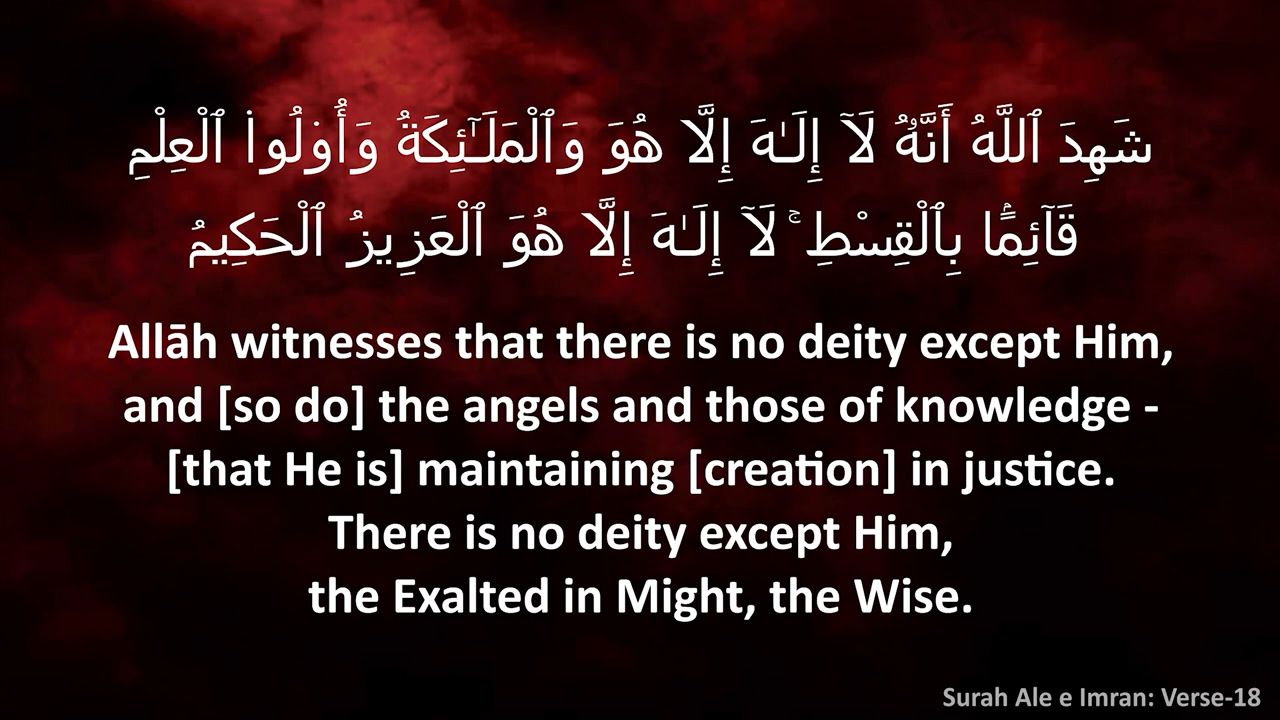 شَهِدَ ٱللَّهُ أَنَّهُۥ لَآ إِلَـٰهَ إِلَّا هُوَ وَٱلْمَلَـٰٓئِكَةُ وَأُو۟لُوا۟ ٱلْعِلْمِ
قَآئِمًۢا بِٱلْقِسْطِ ۚ لَآ إِلَـٰهَ إِلَّا هُوَ ٱلْعَزِيزُ ٱلْحَكِيمُ
Allāh witnesses that there is no deity except Him,
and [so do] the angels and those of knowledge -
[that He is] maintaining [creation] in justice.
There is no deity except Him,
the Exalted in Might, the Wise.
Surah Ale e Imran: Verse-18